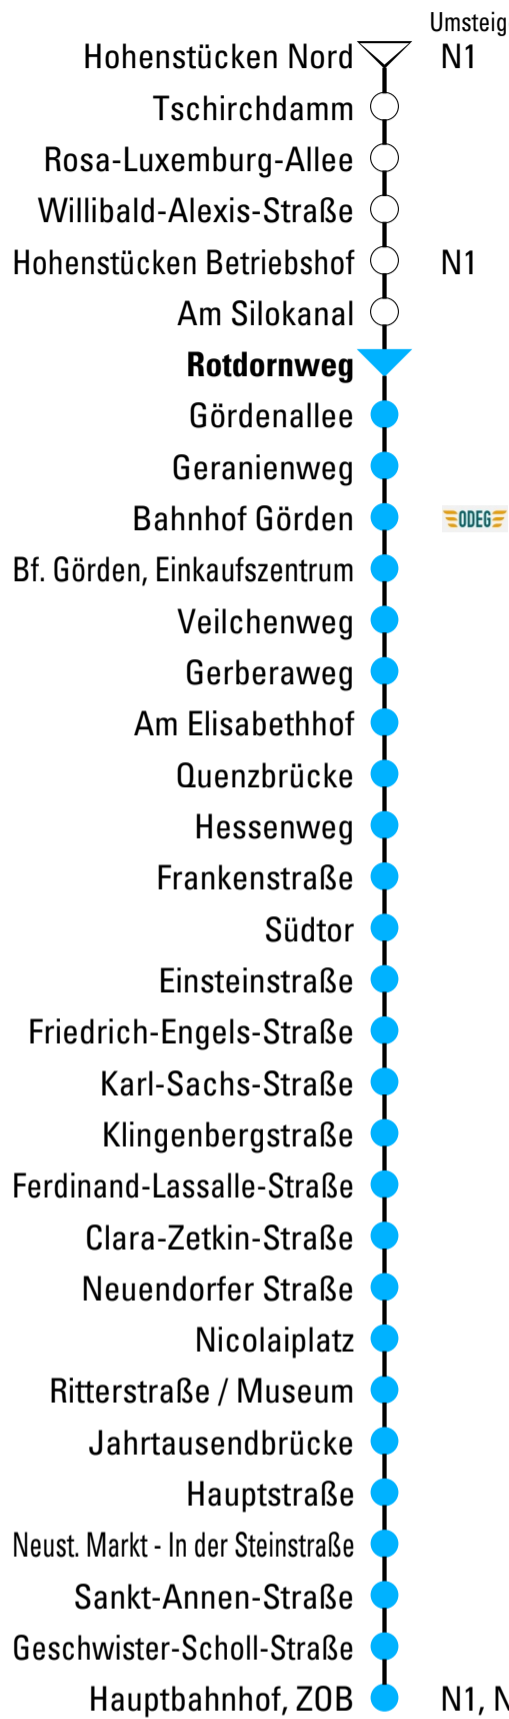 Umsteig
Hohenstücken Nord N1
Tschirchdamm
Rosa-Luxemburg-Allee
Willibald-Alexis-Straße
Hohenstücken Betriebshof N1
Am Silokanal
Rotdornweg
Gördenallee
Geranienweg
Bahnhof Görden ODEG
Bf. Görden, Einkaufszentrum
Veilchenweg
Gerberaweg
Am Elisabethhof
Quenzbrücke
Hessenweg
Frankenstraße
Südtor
Einsteinstraße
Friedrich-Engels-Straße
Karl-Sachs-Straße
Klingenbergstraße
Ferdinand-Lassalle-Straße
Clara-Zetkin-Straße
Neuendorfer Straße
Nicolaiplatz
Ritterstraße / Museum
Jahrtausendbrücke
Hauptstraße
Neust. Markt - In der Steinstraße
Sankt-Annen-Straße
Geschwister-Scholl-Straße
Hauptbahnhof, ZOB N1, N